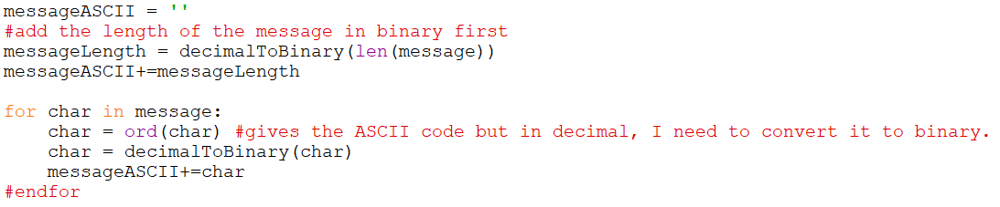 messageASCII = ''
#add the length of the message in binary first
messageLength = decimalToBinary(len(message))
messageASCII+=messageLength

for char in message:
    char = ord(char) #gives the ASCII code but in decimal, I need to convert it to binary.
    char = decimalToBinary(char)
    messageASCII+=char
#endfor